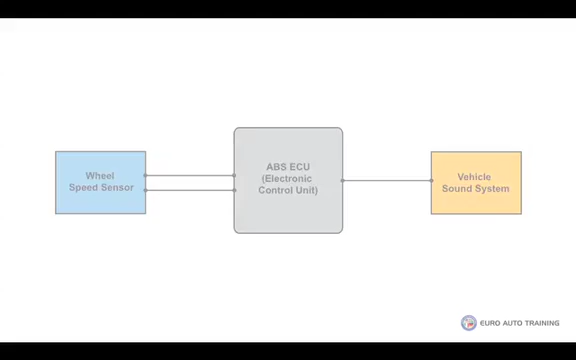 Wheel
Speed Sensor
ABS ECU
(Electronic
Control Unit)
Vehicle
Sound System
EURO AUTO TRAINING